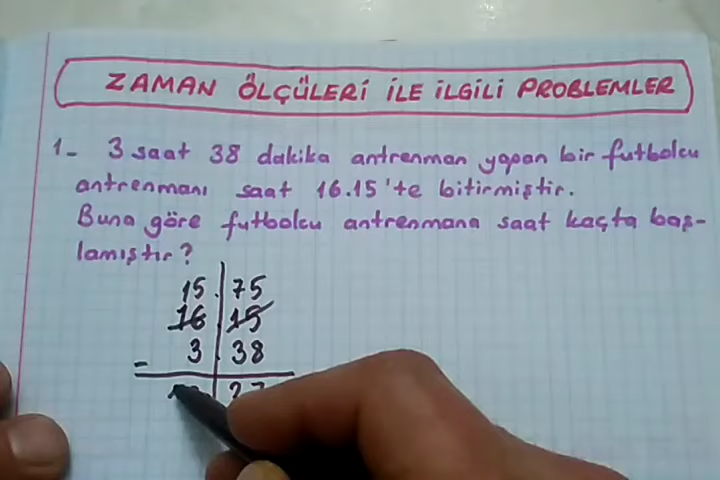 ZAMAN ÖLÇÜLERİ İLE İLGİLİ PROBLEMLER
1- 3 saat 38 dakika antrenman yapan bir futbolcu
antrenmanı saat 16.15'te bitirmiştir.
Buna göre futbolcu antrenmana saat kaçta baş-
lamıştır?
15.75
16 15
- 3.38